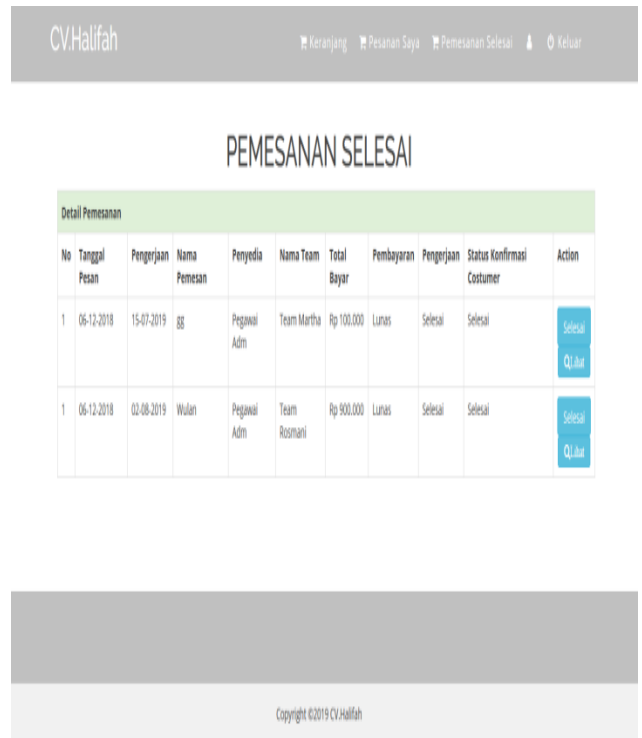 CV.Halifah
Keranjang Pesanan Saya Pemesanan Selesai Keluar
PEMESANAN SELESAI
Detail Pemesanan
No Tanggal Pesan Pengerjaan Nama Pemesan Penyedia Nama Team Total Bayar Pembayaran Pengerjaan Status Konfirmasi Costumer Action
1 06-12-2018 15-07-2019 gg Pegawai Adm Team Martha Rp 100.000 Lunas Selesai Selesai Selesai
Lihat
1 06-12-2018 02-08-2019 Wulan Pegawai Adm Team Rosmani Rp 900.000 Lunas Selesai Selesai Selesai
Lihat
Copyright ©2019 CV.Halifah